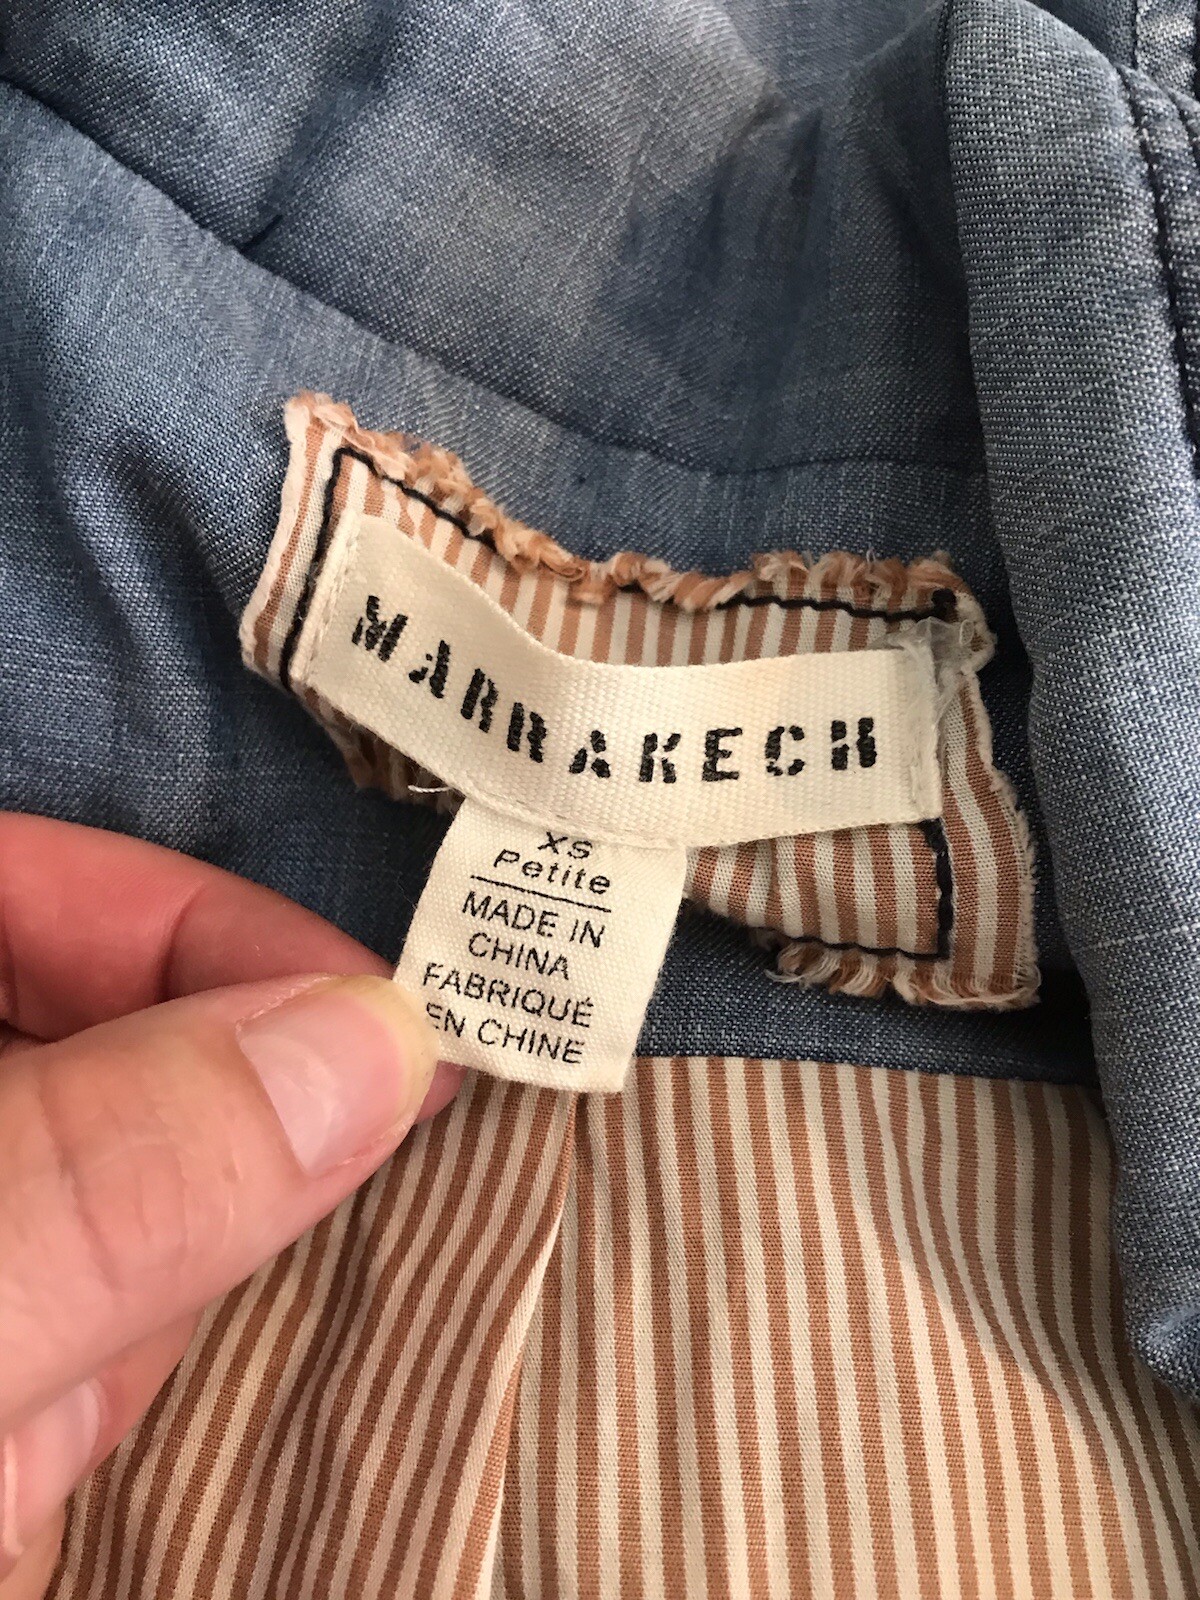 MARRAKECH
XS
Petite
MADE IN
CHINA
FABRIQUÉ
EN CHINE